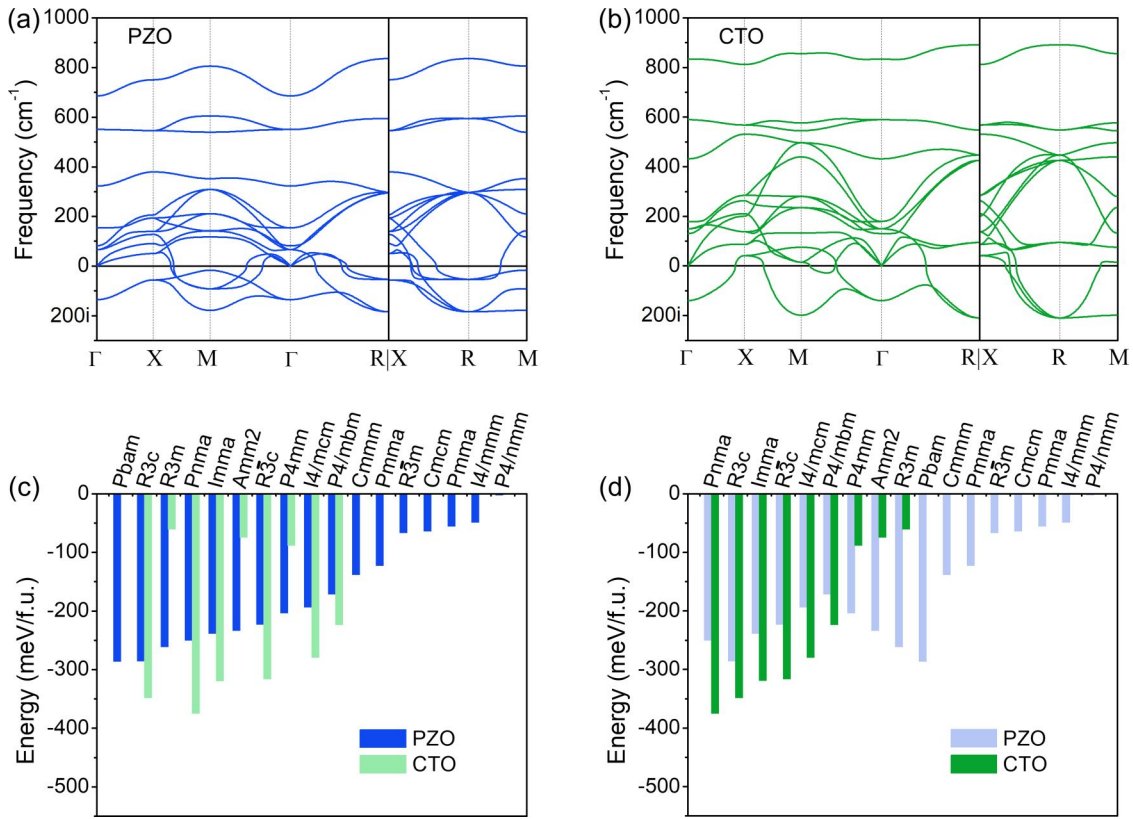 (a)
PZO
1000
800
600
400
200
0
200i
Frequency (cm-1)
Γ X M Γ R|X R M
(b)
CTO
1000
800
600
400
200
0
200i
Frequency (cm-1)
Γ X M Γ R|X R M
(c)
Pbam
R3c
R3m
Pnma
Imma
Amm2
R3̄c
P4mm
I4/mcm
P4/mbm
Cmmm
Pmma
R3̄m
Cmcm
Pmma
I4/mmm
P4/mmm
0
-100
-200
-300
-400
-500
Energy (meV/f.u.)
PZO
CTO
(d)
Pnma
R3c
Imma
R3̄c
I4/mcm
P4/mbm
P4mm
Amm2
R3m
Pbam
Cmmm
Pmma
R3̄m
Cmcm
Pmma
I4/mmm
P4/mmm
0
-100
-200
-300
-400
-500
Energy (meV/f.u.)
PZO
CTO